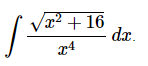 ∫ √(x² + 16) / x⁴ dx.